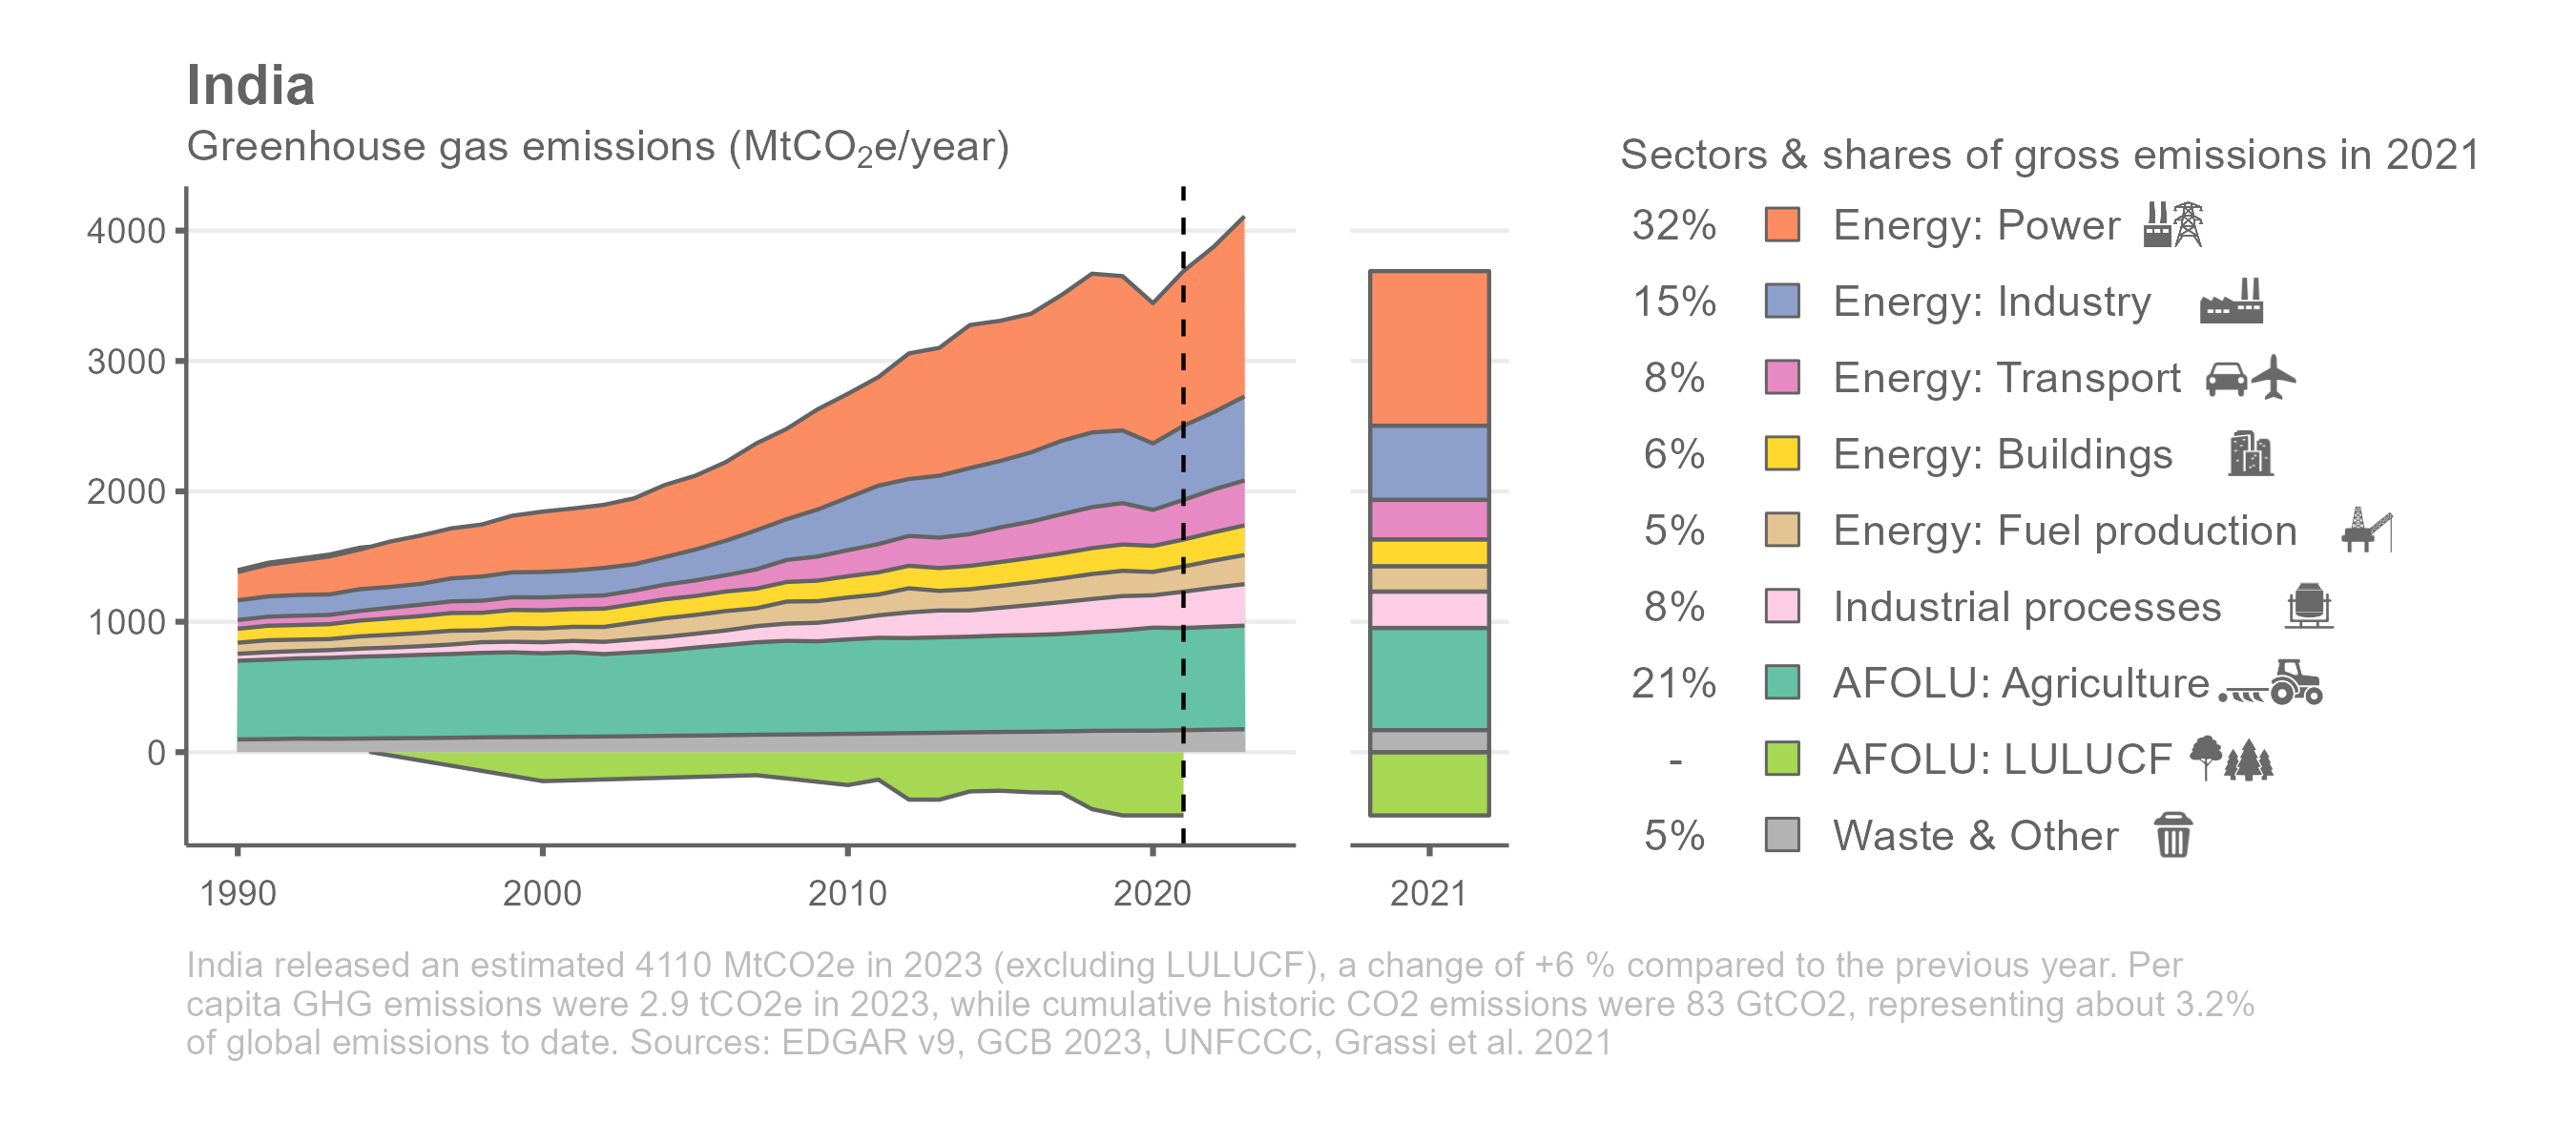 India
Greenhouse gas emissions (MtCO₂e/year)
4000
3000
2000
1000
0
1990 2000 2010 2020
2021
Sectors & shares of gross emissions in 2021
32% Energy: Power
15% Energy: Industry
8% Energy: Transport
6% Energy: Buildings
5% Energy: Fuel production
8% Industrial processes
21% AFOLU: Agriculture
- AFOLU: LULUCF
5% Waste & Other
India released an estimated 4110 MtCO2e in 2023 (excluding LULUCF), a change of +6 % compared to the previous year. Per
capita GHG emissions were 2.9 tCO2e in 2023, while cumulative historic CO2 emissions were 83 GtCO2, representing about 3.2%
of global emissions to date. Sources: EDGAR v9, GCB 2023, UNFCCC, Grassi et al. 2021